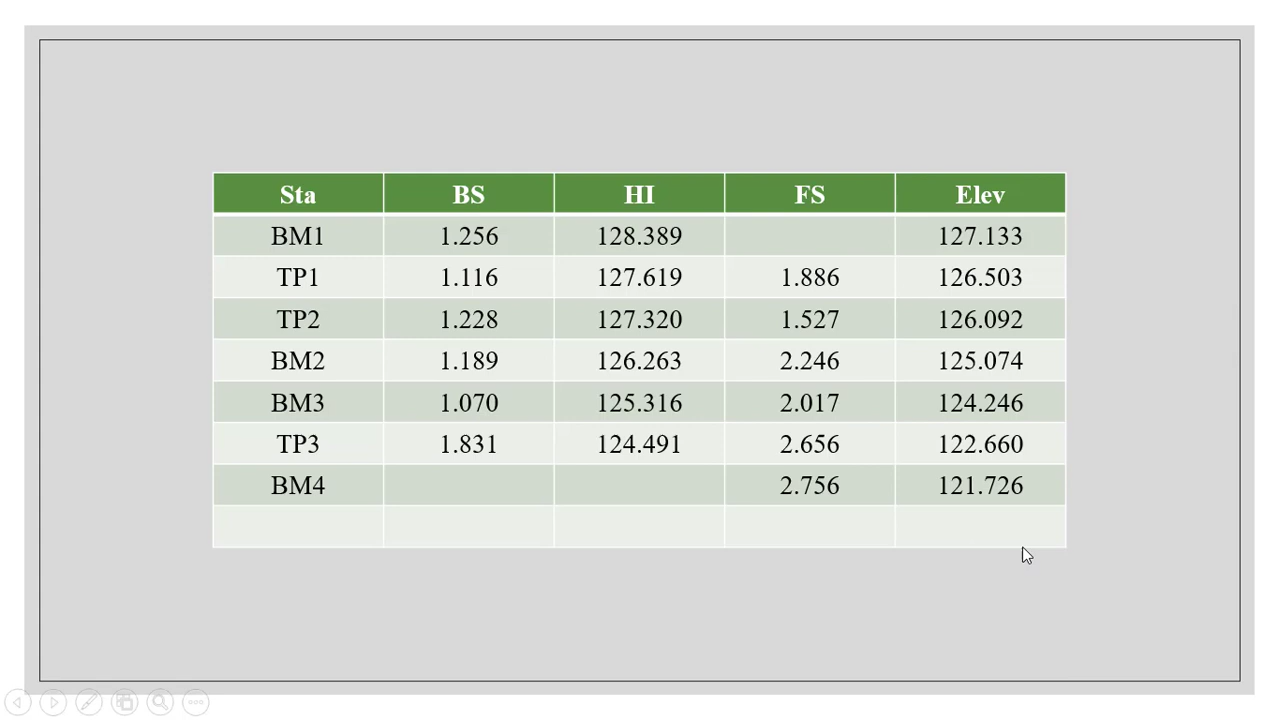 Sta BS HI FS Elev
BM1 1.256 128.389 127.133
TP1 1.116 127.619 1.886 126.503
TP2 1.228 127.320 1.527 126.092
BM2 1.189 126.263 2.246 125.074
BM3 1.070 125.316 2.017 124.246
TP3 1.831 124.491 2.656 122.660
BM4 2.756 121.726